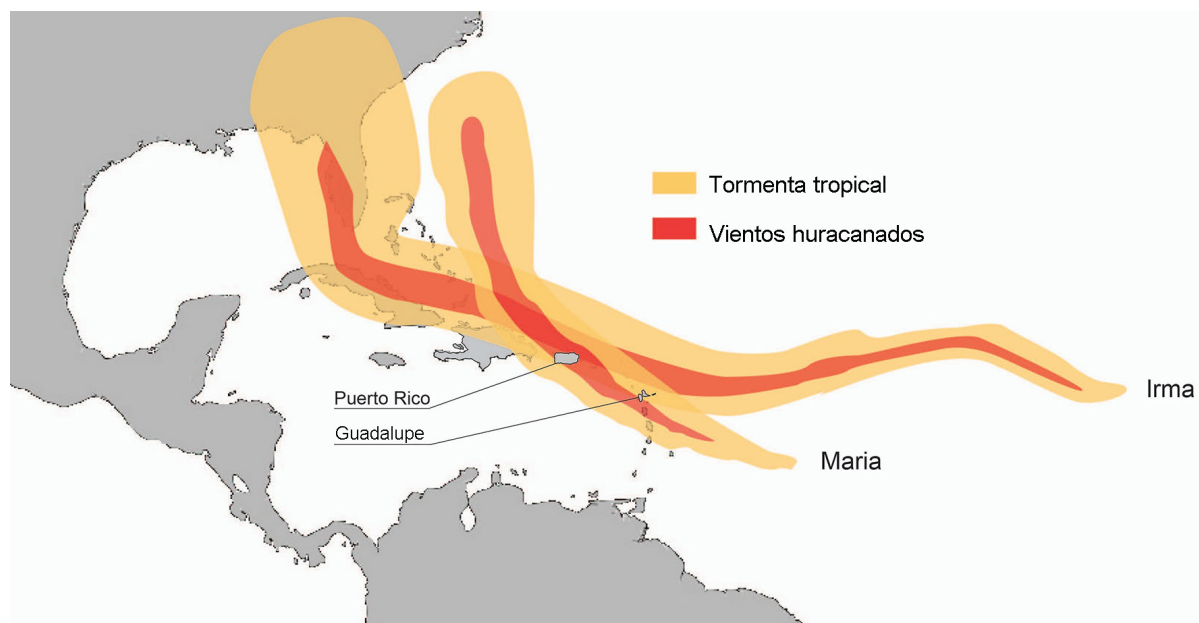 Tormenta tropical
Vientos huracanados
Puerto Rico
Guadalupe
Irma
Maria